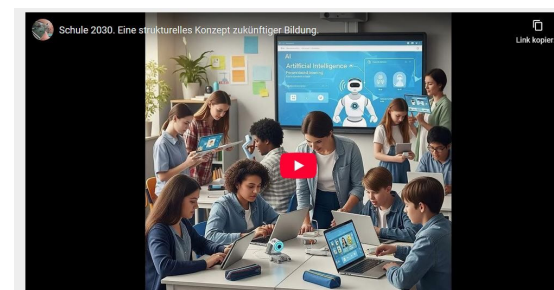 Schule 2030. Eine strukturelles Konzept zukünftiger Bildung.
Link kopier
AI
Artificial Intelligence